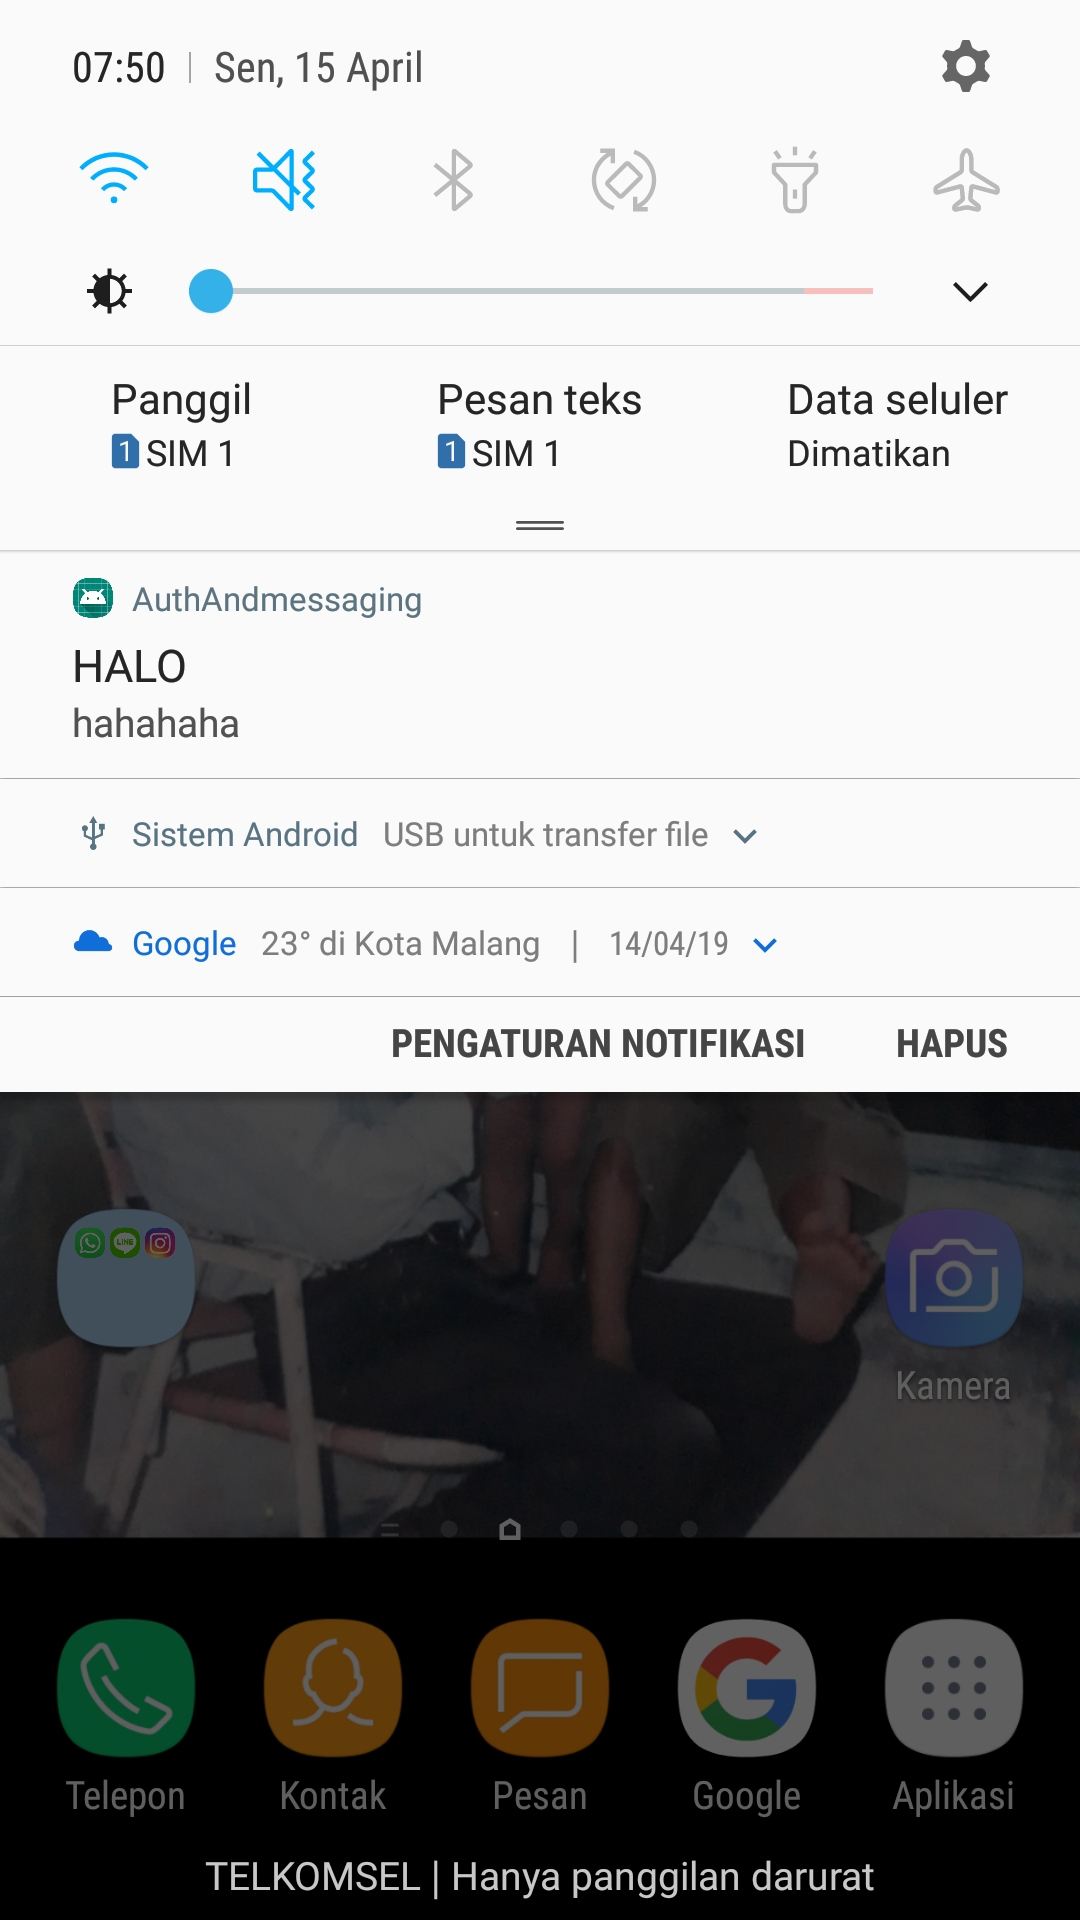 07:50 | Sen, 15 April
Panggil
1 SIM 1
Pesan teks
1 SIM 1
Data seluler
Dimatikan
AuthAndmessaging
HALO
hahahaha
Sistem Android USB untuk transfer file
Google 23° di Kota Malang | 14/04/19
PENGATURAN NOTIFIKASI HAPUS
LINE
Kamera
Telepon Kontak Pesan Google Aplikasi
TELKOMSEL | Hanya panggilan darurat